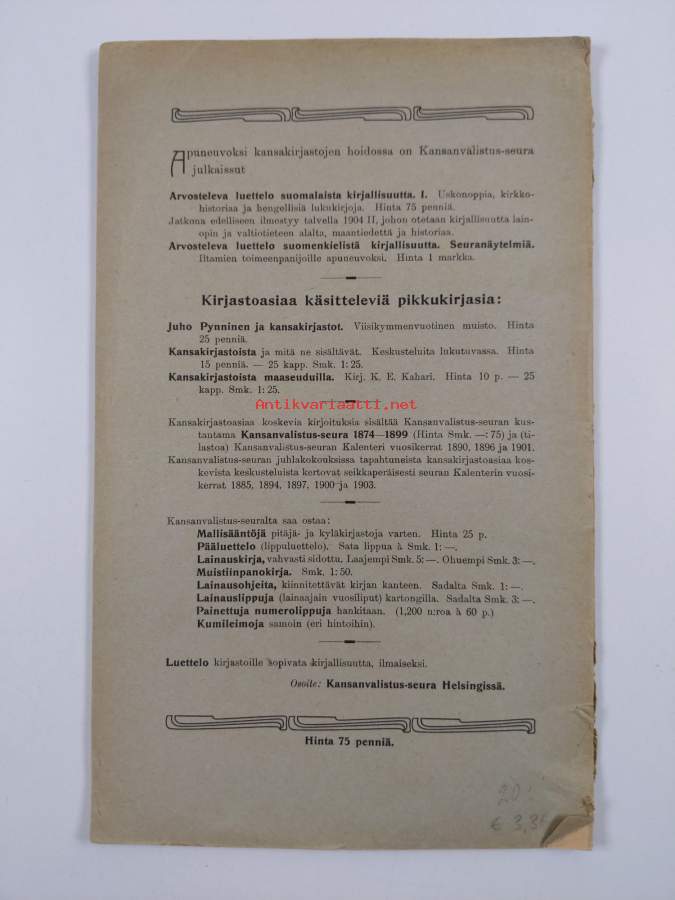 Apuneuvoksi kansakirjastojen hoidossa on Kansanvalistus-seura
julkaissut
Arvosteleva luettelo suomalaista kirjallisuutta. I. Uskonoppia, kirkko-
historiaa ja hengellisiä lukukirjoja. Hinta 75 penniä.
Jatkona edelliseen ilmestyy talvella 1904 II, johon otetaan kirjallisuutta lain-
opin ja valtiotieteen alalta, maantiedettä ja historiaa.
Arvosteleva luettelo suomenkielistä kirjallisuutta. Seuranäytelmiä.
Iltamien toimeenpanijoille apuneuvoksi. Hinta 1 markka.
Kirjastoasiaa käsitteleviä pikkukirjasia:
Juho Pynninen ja kansakirjastot. Viisikymmenvuotinen muisto. Hinta
25 penniä.
Kansakirjastoista ja mitä ne sisältävät. Keskusteluita lukutuvassa. Hinta
15 penniä. — 25 kapp. Smk. 1: 25.
Kansakirjastoista maaseuduilla. Kirj. K. E. Kahari. Hinta 10 p. — 25
kapp. Smk. 1: 25.
Antikvariaatti.net
Kansakirjastoasiaa koskevia kirjoituksia sisältää Kansanvalistus-seuran kus-
tantama Kansanvalistus-seura 1874—1899 (Hinta Smk. —: 75) ja (ti-
lastoa) Kansanvalistus-seuran Kalenteri vuosikerrat 1890, 1896 ja 1901.
Kansanvalistus-seuran juhlakokouksissa tapahtuneista kansakirjastoasiaa kos-
kevista keskusteluista kertovat seikkaperäisesti seuran Kalenterin vuosi-
kerrat 1885, 1894, 1897, 1900 ja 1903.
Kansanvalistus-seuralta saa ostaa:
Mallisääntöjä pitäjä- ja kyläkirjastoja varten. Hinta 25 p.
Pääluettelo (lippuluettelo). Sata lippua à Smk. 1: —.
Lainauskirja, vahvasti sidottu. Laajempi Smk. 5: —. Ohuempi Smk. 3: —.
Muistiinpanokirja. Smk. 1: 50.
Lainausohjeita, kiinnitettävät kirjan kanteen. Sadalta Smk. 1: —.
Lainauslippuja (lainaajain vuosiliput) kartongilla. Sadalta Smk. 3: —.
Painettuja numerolippuja hankitaan. (1,200 n:roa à 60 p.)
Kumileimoja samoin (eri hintoihin).
Luettelo kirjastoille sopivata kirjallisuutta, ilmaiseksi.
Osoite: Kansanvalistus-seura Helsingissä.
Hinta 75 penniä.
20: